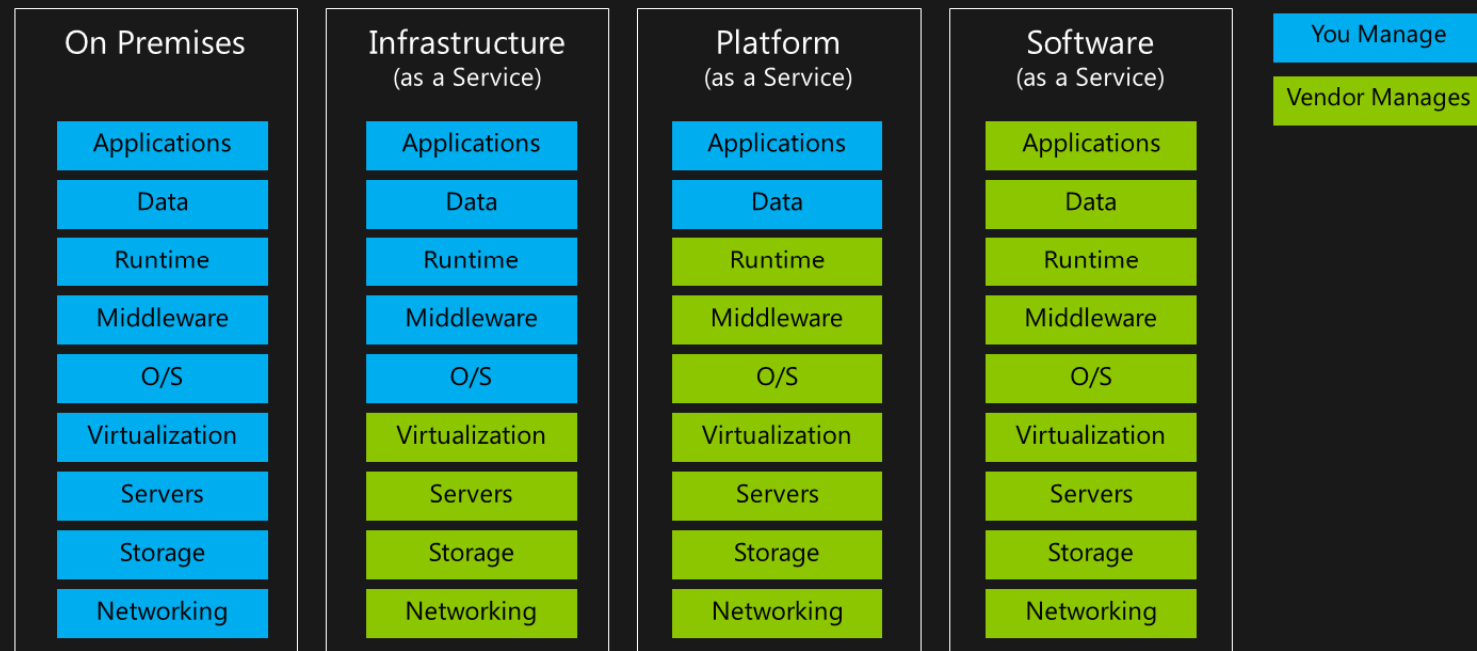 On Premises
Applications
Data
Runtime
Middleware
O/S
Virtualization
Servers
Storage
Networking
Infrastructure
(as a Service)
Applications
Data
Runtime
Middleware
O/S
Virtualization
Servers
Storage
Networking
Platform
(as a Service)
Applications
Data
Runtime
Middleware
O/S
Virtualization
Servers
Storage
Networking
Software
(as a Service)
Applications
Data
Runtime
Middleware
O/S
Virtualization
Servers
Storage
Networking
You Manage
Vendor Manages